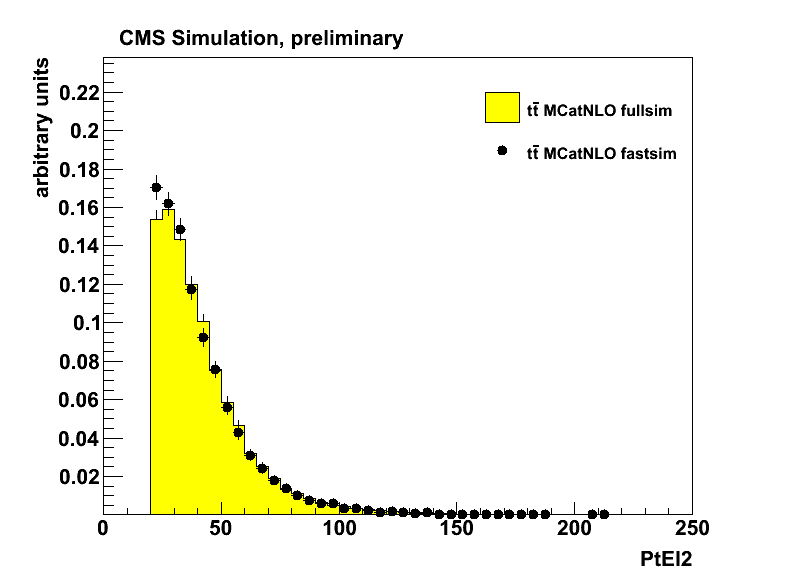 CMS Simulation, preliminary
arbitrary units
0.22
0.2
0.18
0.16
0.14
0.12
0.1
0.08
0.06
0.04
0.02
tt̄ MCatNLO fullsim
tt̄ MCatNLO fastsim
0 50 100 150 200 250
PtEl2